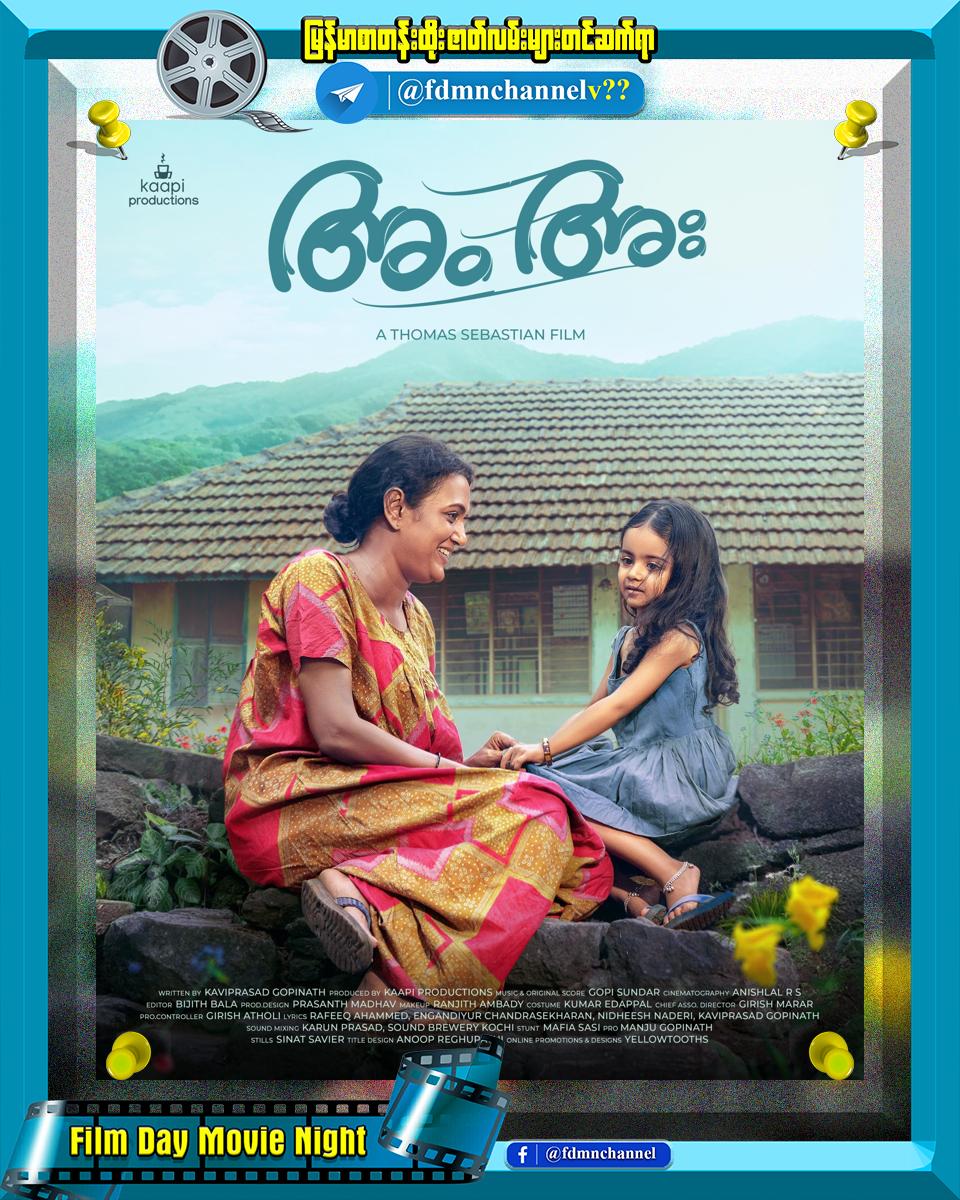 မြန်မာစာတန်းထိုးဇာတ်လမ်းများတင်ဆက်ရာ
@fdmnchannelv??
kaapi
productions
അം അഃ
A THOMAS SEBASTIAN FILM
WRITTEN BY KAVIPRASAD GOPINATH PRODUCED BY KAAPI PRODUCTIONS MUSIC & ORIGINAL SCORE GOPI SUNDAR CINEMATOGRAPHY ANISHLAL R S
EDITOR BIJITH BALA PROD.DESIGN PRASANTH MADHAV MAKEUP RANJITH AMBADY COSTUME KUMAR EDAPPAL CHIEF ASSO. DIRECTOR GIRISH MARAR
PRO.CONTROLLER GIRISH ATHOLI LYRICS RAFEEQ AHAMMED, ENGANDIYUR CHANDRASEKHARAN, NIDHEESH NADERI, KAVIPRASAD GOPINATH
SOUND MIXING KARUN PRASAD, SOUND BREWERY KOCHI STUNT MAFIA SASI PRO MANJU GOPINATH
STILLS SINAT SAVIER TITLE DESIGN ANOOP ONLINE PROMOTIONS & DESIGNS YELLOWTOOTHS
Film Day Movie Night
@fdmnchannel